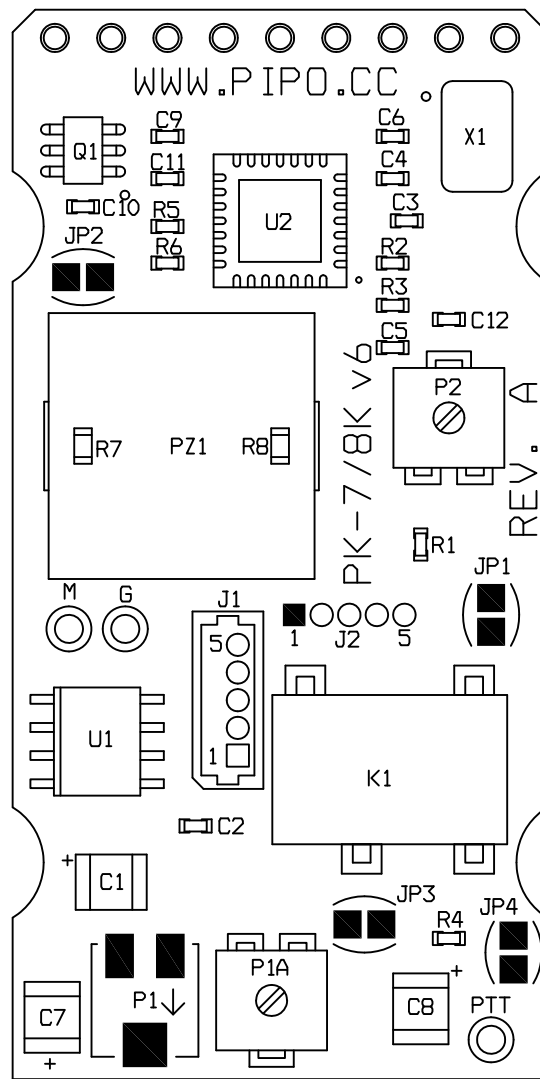 WWW.PIPO.CC
C9
C6
Q1
X1
C11
C4
C10
C3
R5
U2
JP2
R6
R2
R3
C12
C5
P2
R7
PZ1
R8
PK-7/8K v6
REV. A
R1
JP1
M
G
J1
5
1
J2
5
U1
1
K1
C2
C1
JP3
R4
JP4
+
P1A
P1
+
C7
C8
PTT
+